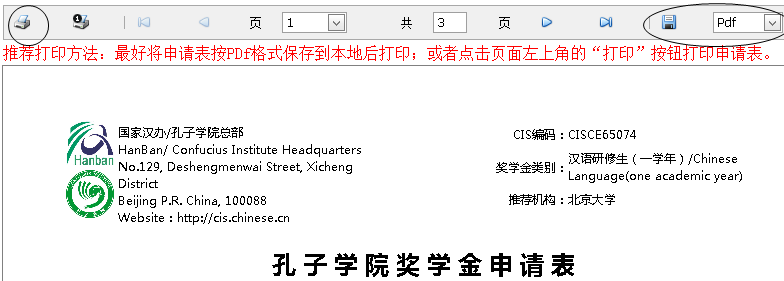 页 1 共 3 页 Pdf
推荐打印方法：最好将申请表按PDf格式保存到本地后打印；或者点击页面左上角的“打印”按钮打印申请表。
Hanban
国家汉办/孔子学院总部
HanBan/ Confucius Institute Headquarters
No.129, Deshengmenwai Street, Xicheng
District
Beijing P.R. China, 100088
Website：http://cis.chinese.cn
CIS编码：CISCE65074
奖学金类别：汉语研修生（一学年）/Chinese
Language(one academic year)
推荐机构：北京大学
孔子学院奖学金申请表